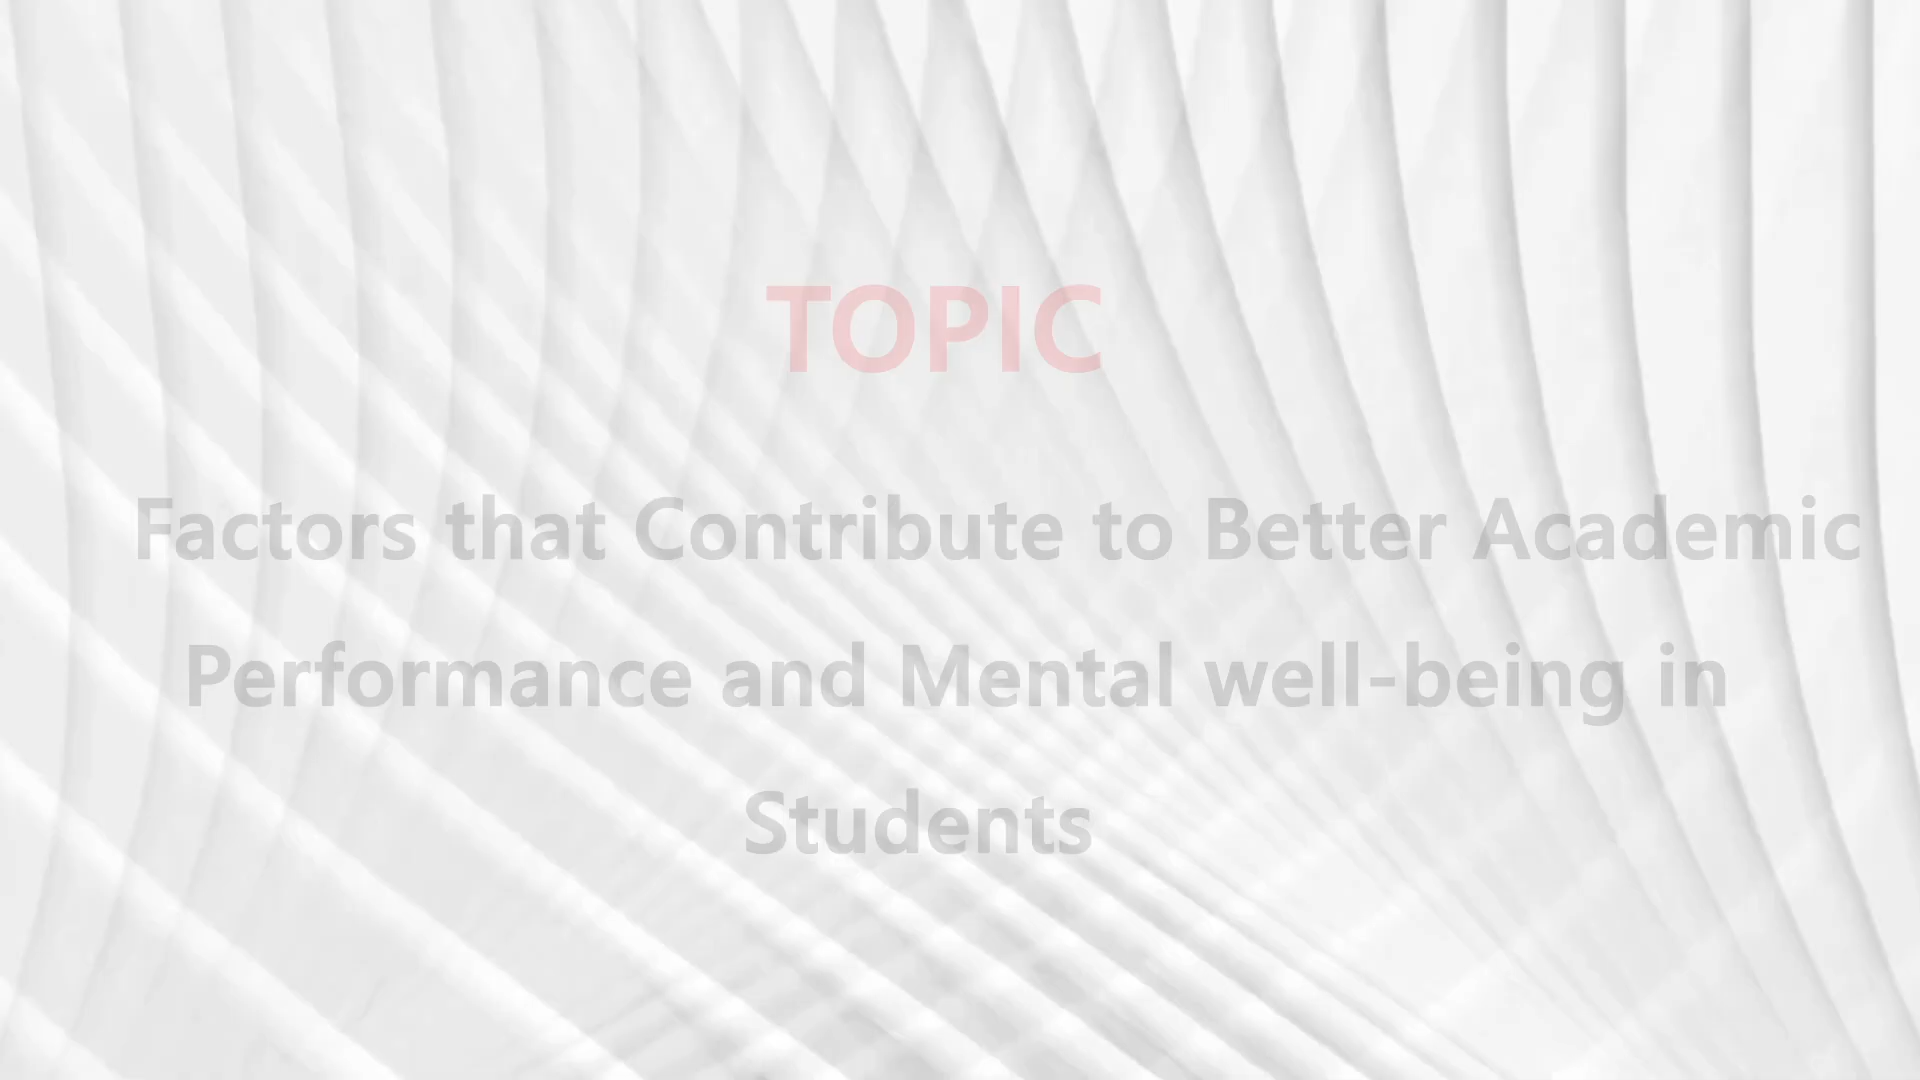 TOPIC
Factors that Contribute to Better Academic
Performance and Mental well-being in
Students